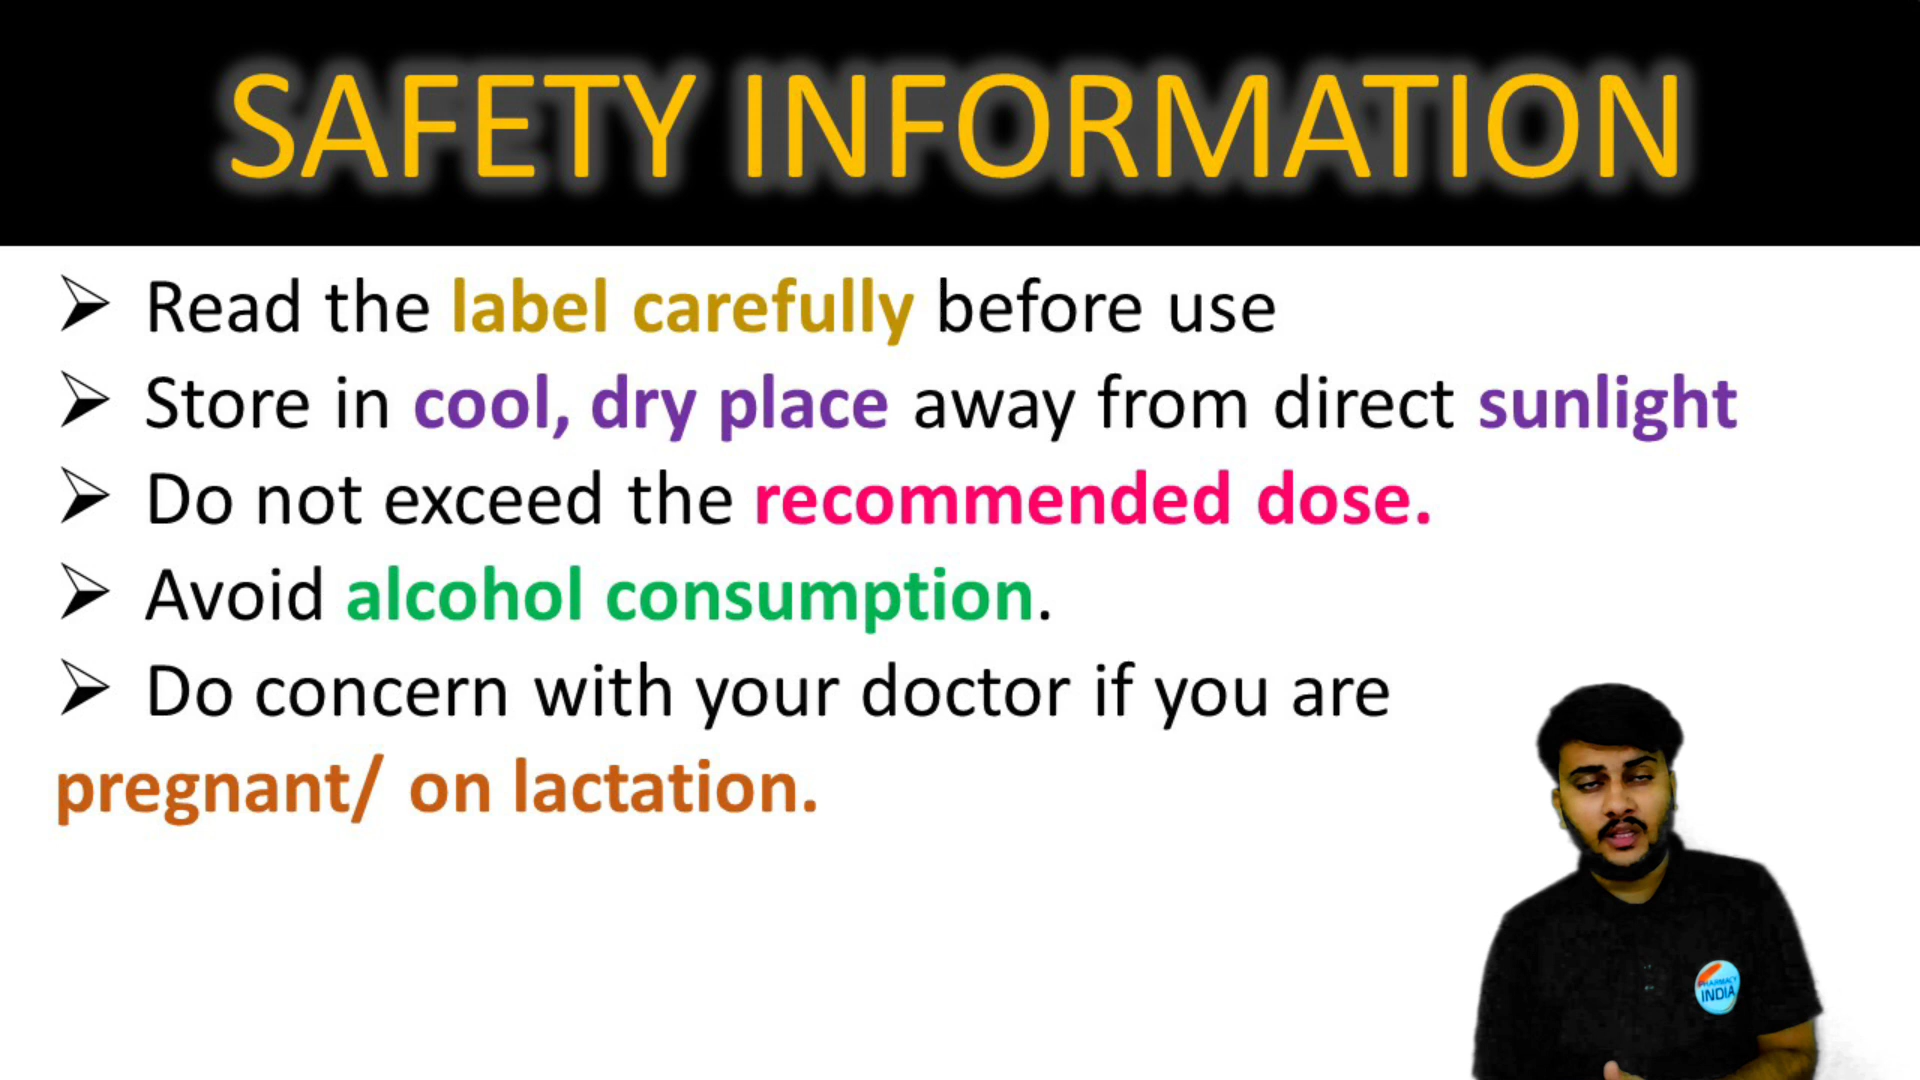 SAFETY INFORMATION
➢ Read the label carefully before use
➢ Store in cool, dry place away from direct sunlight
➢ Do not exceed the recommended dose.
➢ Avoid alcohol consumption.
➢ Do concern with your doctor if you are
pregnant/ on lactation.
PHARMACY
INDIA